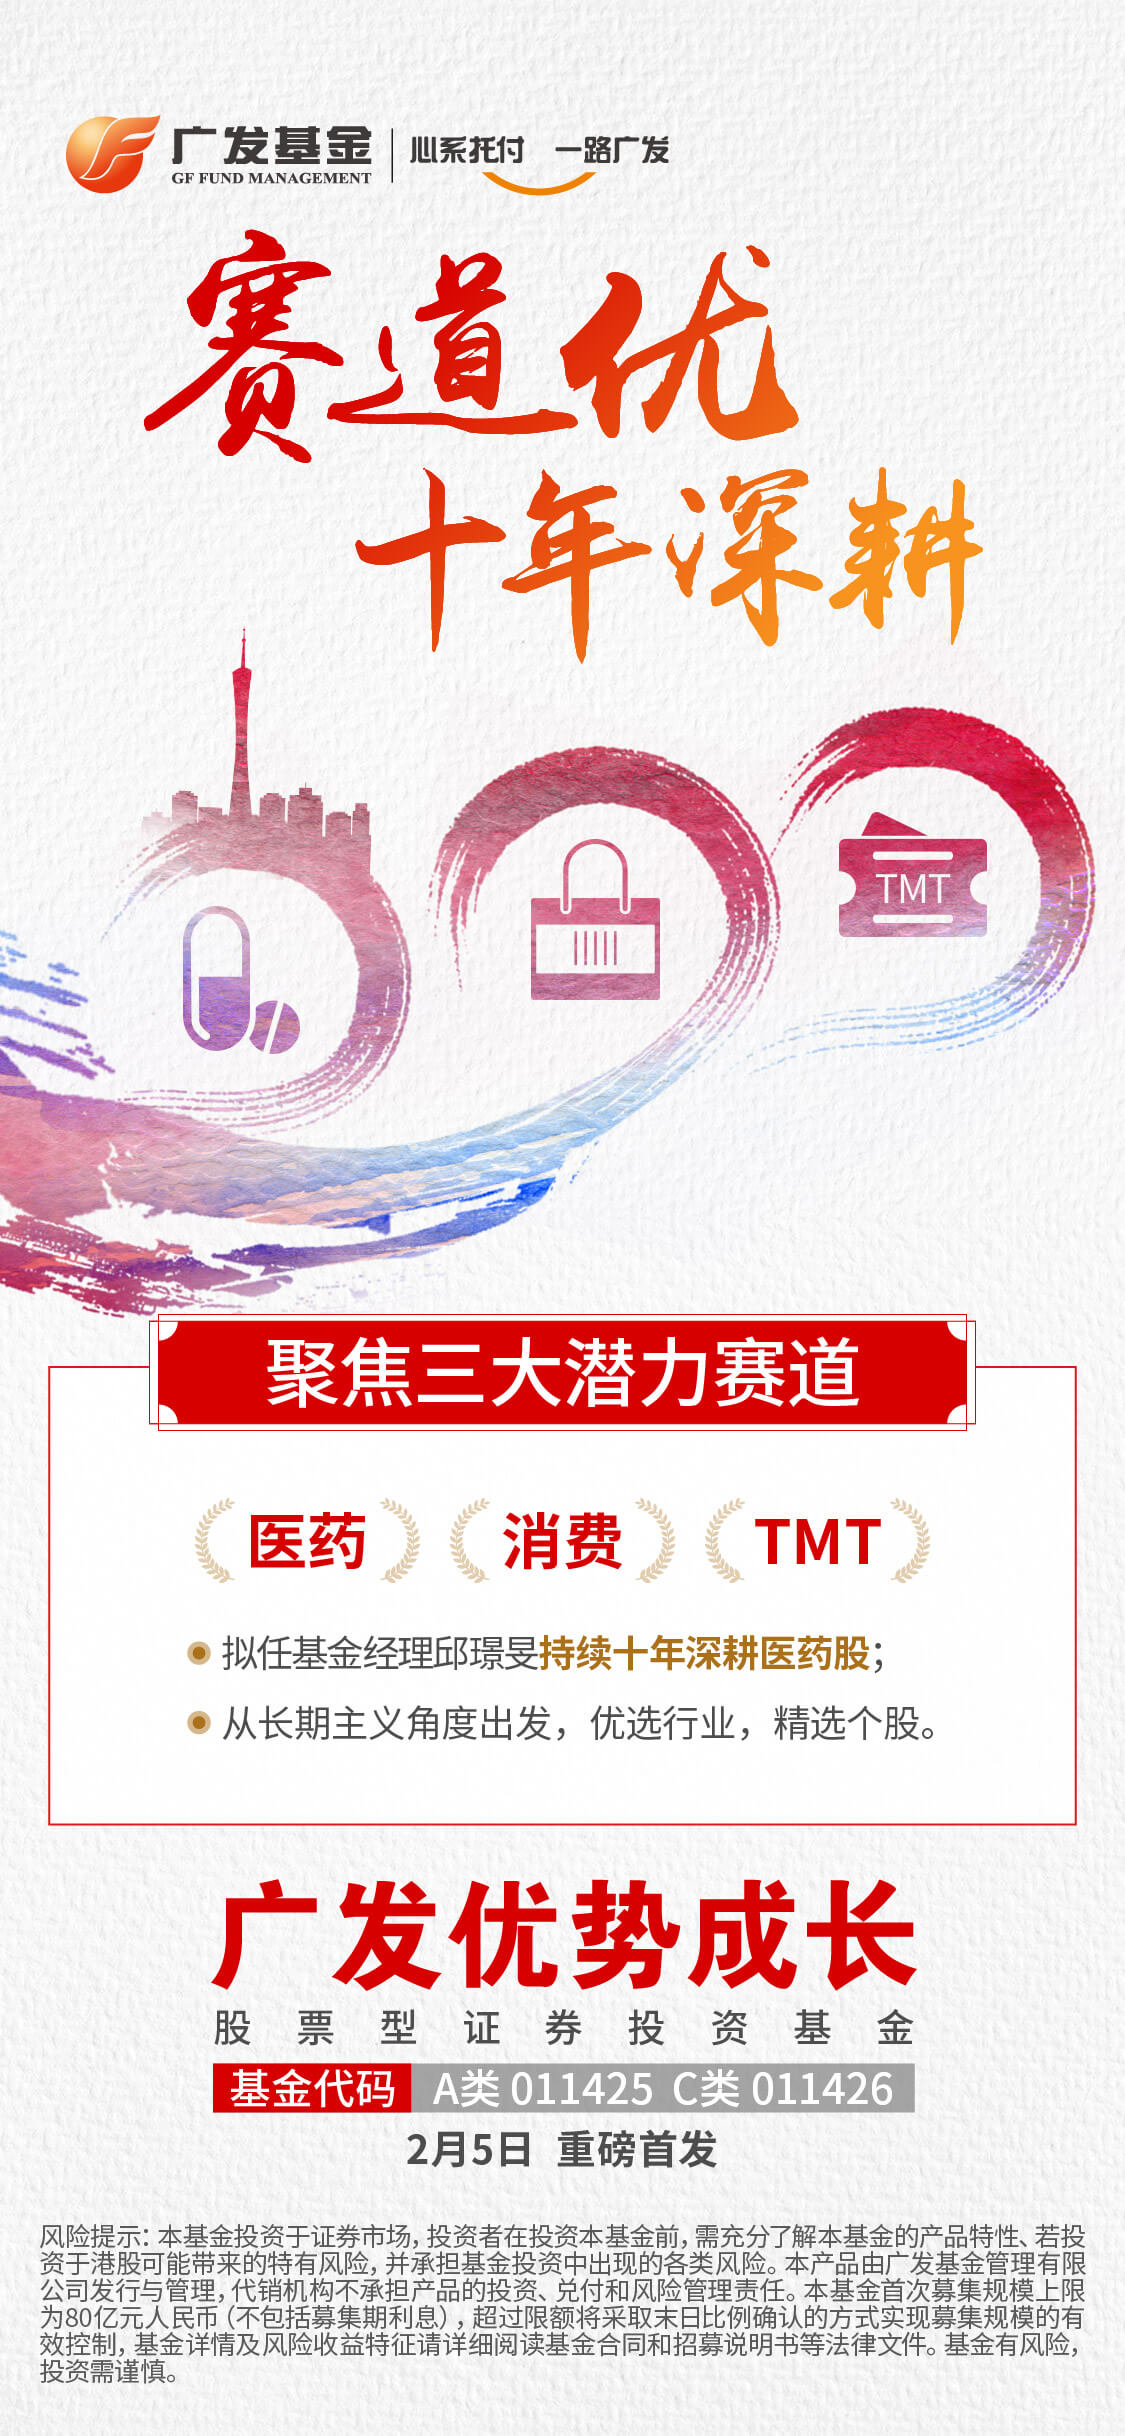 广发基金
GF FUND MANAGEMENT
心系托付 一路广发
赛道优
十年深耕
TMT
聚焦三大潜力赛道
医药 消费 TMT
拟任基金经理邱璟旻持续十年深耕医药股；
从长期主义角度出发，优选行业，精选个股。
广发优势成长
股票型证券投资基金
基金代码 A类 011425 C类 011426
2月5日 重磅首发
风险提示：本基金投资于证券市场，投资者在投资本基金前，需充分了解本基金的产品特性、若投
资于港股可能带来的特有风险，并承担基金投资中出现的各类风险。本产品由广发基金管理有限
公司发行与管理，代销机构不承担产品的投资、兑付和风险管理责任。本基金首次募集规模上限
为80亿元人民币（不包括募集期利息），超过限额将采取末日比例确认的方式实现募集规模的有
效控制，基金详情及风险收益特征请详细阅读基金合同和招募说明书等法律文件。基金有风险，
投资需谨慎。